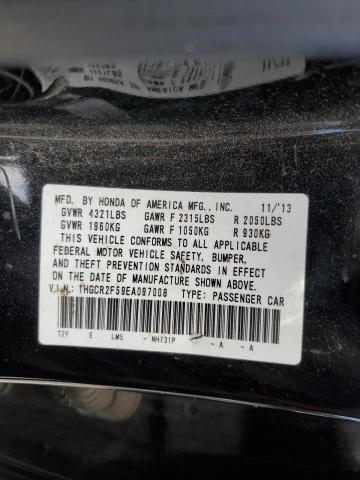 MFD. BY HONDA OF AMERICA MFG., INC. 11/'13
GVWR 4321LBS GAWR F 2315LBS R 2050LBS
GVWR 1960KG GAWR F 1050KG R 930KG
THIS VEHICLE CONFORMS TO ALL APPLICABLE
FEDERAL MOTOR VEHICLE SAFETY, BUMPER,
AND THEFT PREVENTION STANDARDS IN EFFECT
ON THE DATE OF MANUFACTURE SHOWN ABOVE.
V.I.N.: 1HGCR2F59EA097008 TYPE: PASSENGER CAR
T2F E LM5 - NH731P - A - A